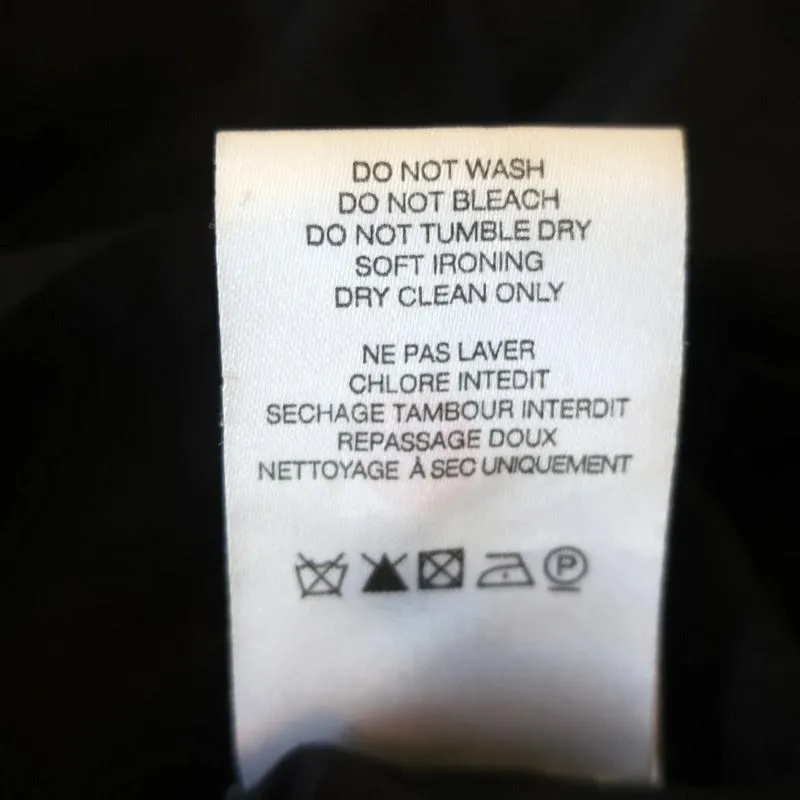 DO NOT WASH
DO NOT BLEACH
DO NOT TUMBLE DRY
SOFT IRONING
DRY CLEAN ONLY
NE PAS LAVER
CHLORE INTEDIT
SECHAGE TAMBOUR INTERDIT
REPASSAGE DOUX
NETTOYAGE À SEC UNIQUEMENT
P